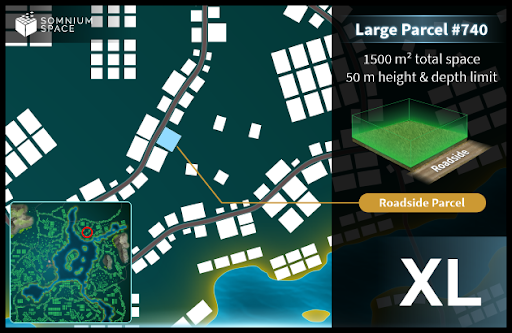 SOMNIUM
SPACE
Large Parcel #740
1500 m² total space
50 m height & depth limit
Roadside
Roadside Parcel
XL